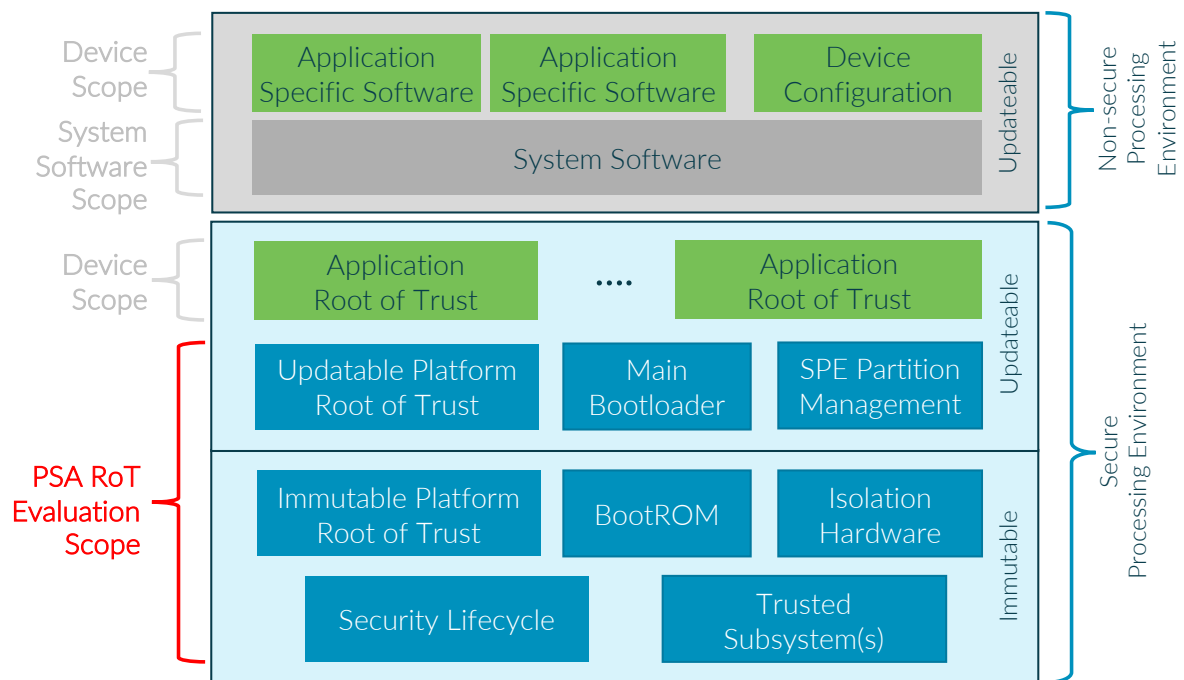 Device
Scope
Application
Specific Software
Application
Specific Software
Device
Configuration
Updateable
Non-secure
Processing
Environment
System
Software
Scope
System Software
Device
Scope
Application
Root of Trust
....
Application
Root of Trust
Updateable
Secure
Processing Environment
PSA RoT
Evaluation
Scope
Updatable Platform
Root of Trust
Main
Bootloader
SPE Partition
Management
Immutable Platform
Root of Trust
BootROM
Isolation
Hardware
Immutable
Security Lifecycle
Trusted
Subsystem(s)